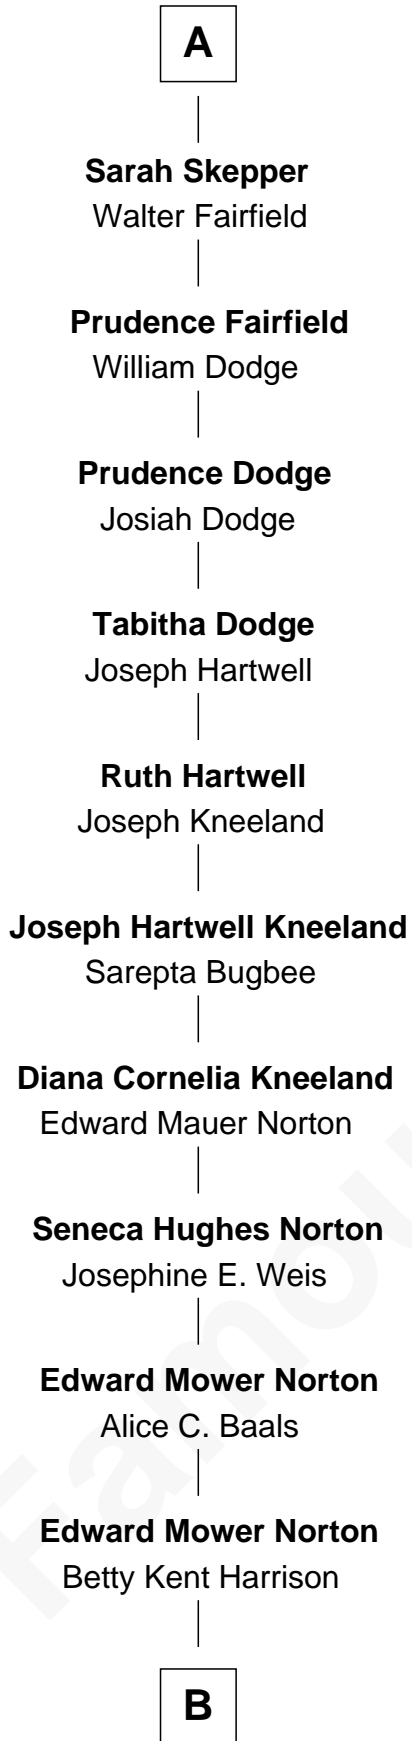 A
Sarah Skepper
Walter Fairfield
Prudence Fairfield
William Dodge
Prudence Dodge
Josiah Dodge
Tabitha Dodge
Joseph Hartwell
Ruth Hartwell
Joseph Kneeland
Joseph Hartwell Kneeland
Sarepta Bugbee
Diana Cornelia Kneeland
Edward Mauer Norton
Seneca Hughes Norton
Josephine E. Weis
Edward Mower Norton
Alice C. Baals
Edward Mower Norton
Betty Kent Harrison
B
Famou